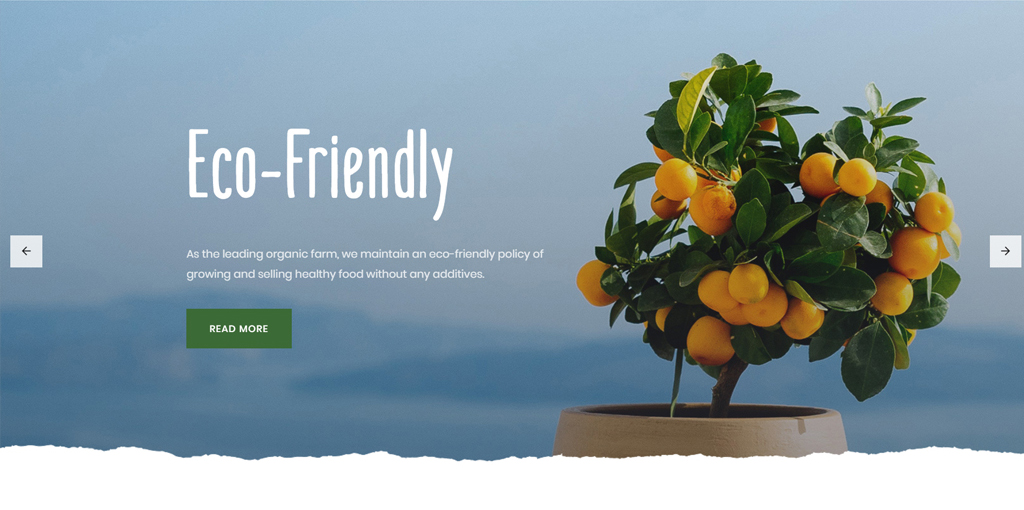 Eco-Friendly
As the leading organic farm, we maintain an eco-friendly policy of
growing and selling healthy food without any additives.
READ MORE